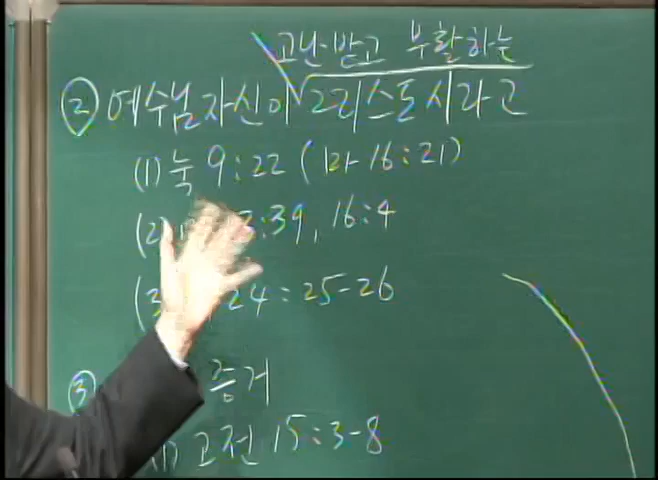 고난 받고 부활하는
② 예수님 자신이 그리스도시라고
(1) 눅 9:22 (마 16:21)
(2) :39, 16:4
(3 24:25-26
③ 증거
(1) 고전 15:3-8